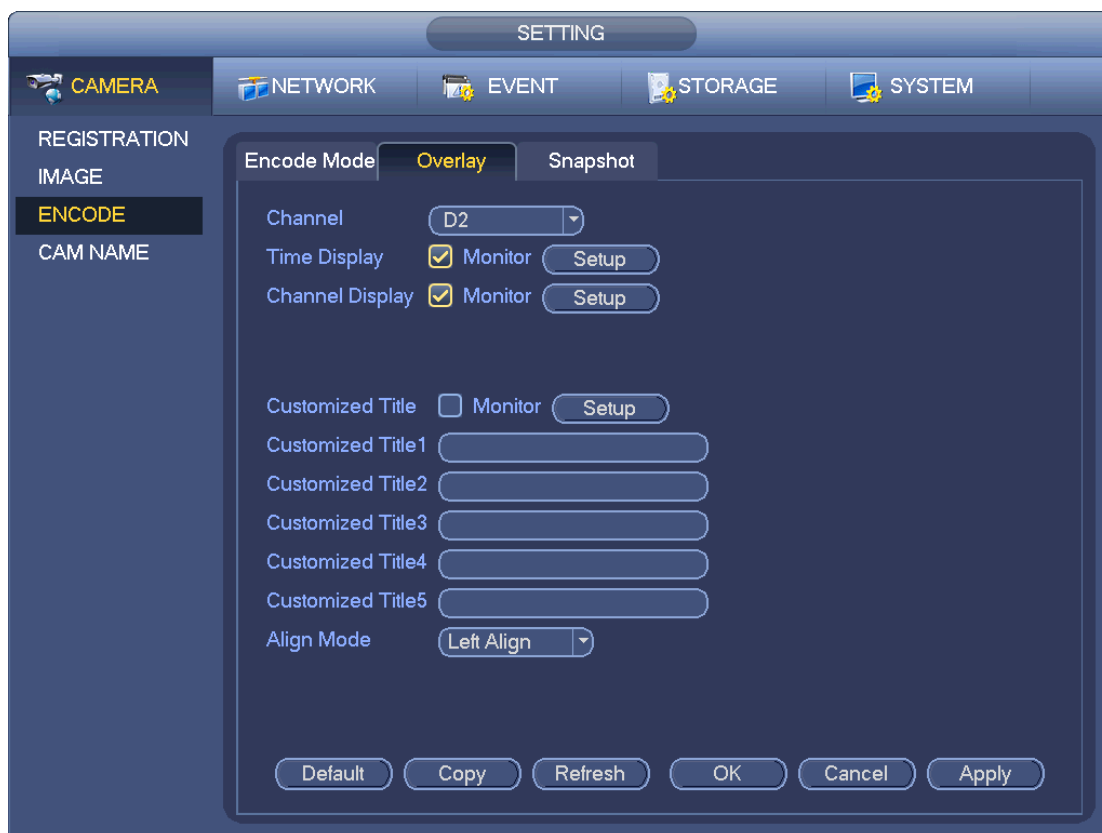 SETTING
CAMERA NETWORK EVENT STORAGE SYSTEM
REGISTRATION
IMAGE
ENCODE
CAM NAME
Encode Mode Overlay Snapshot
Channel D2
Time Display Monitor Setup
Channel Display Monitor Setup
Customized Title Monitor Setup
Customized Title1
Customized Title2
Customized Title3
Customized Title4
Customized Title5
Align Mode Left Align
Default Copy Refresh OK Cancel Apply